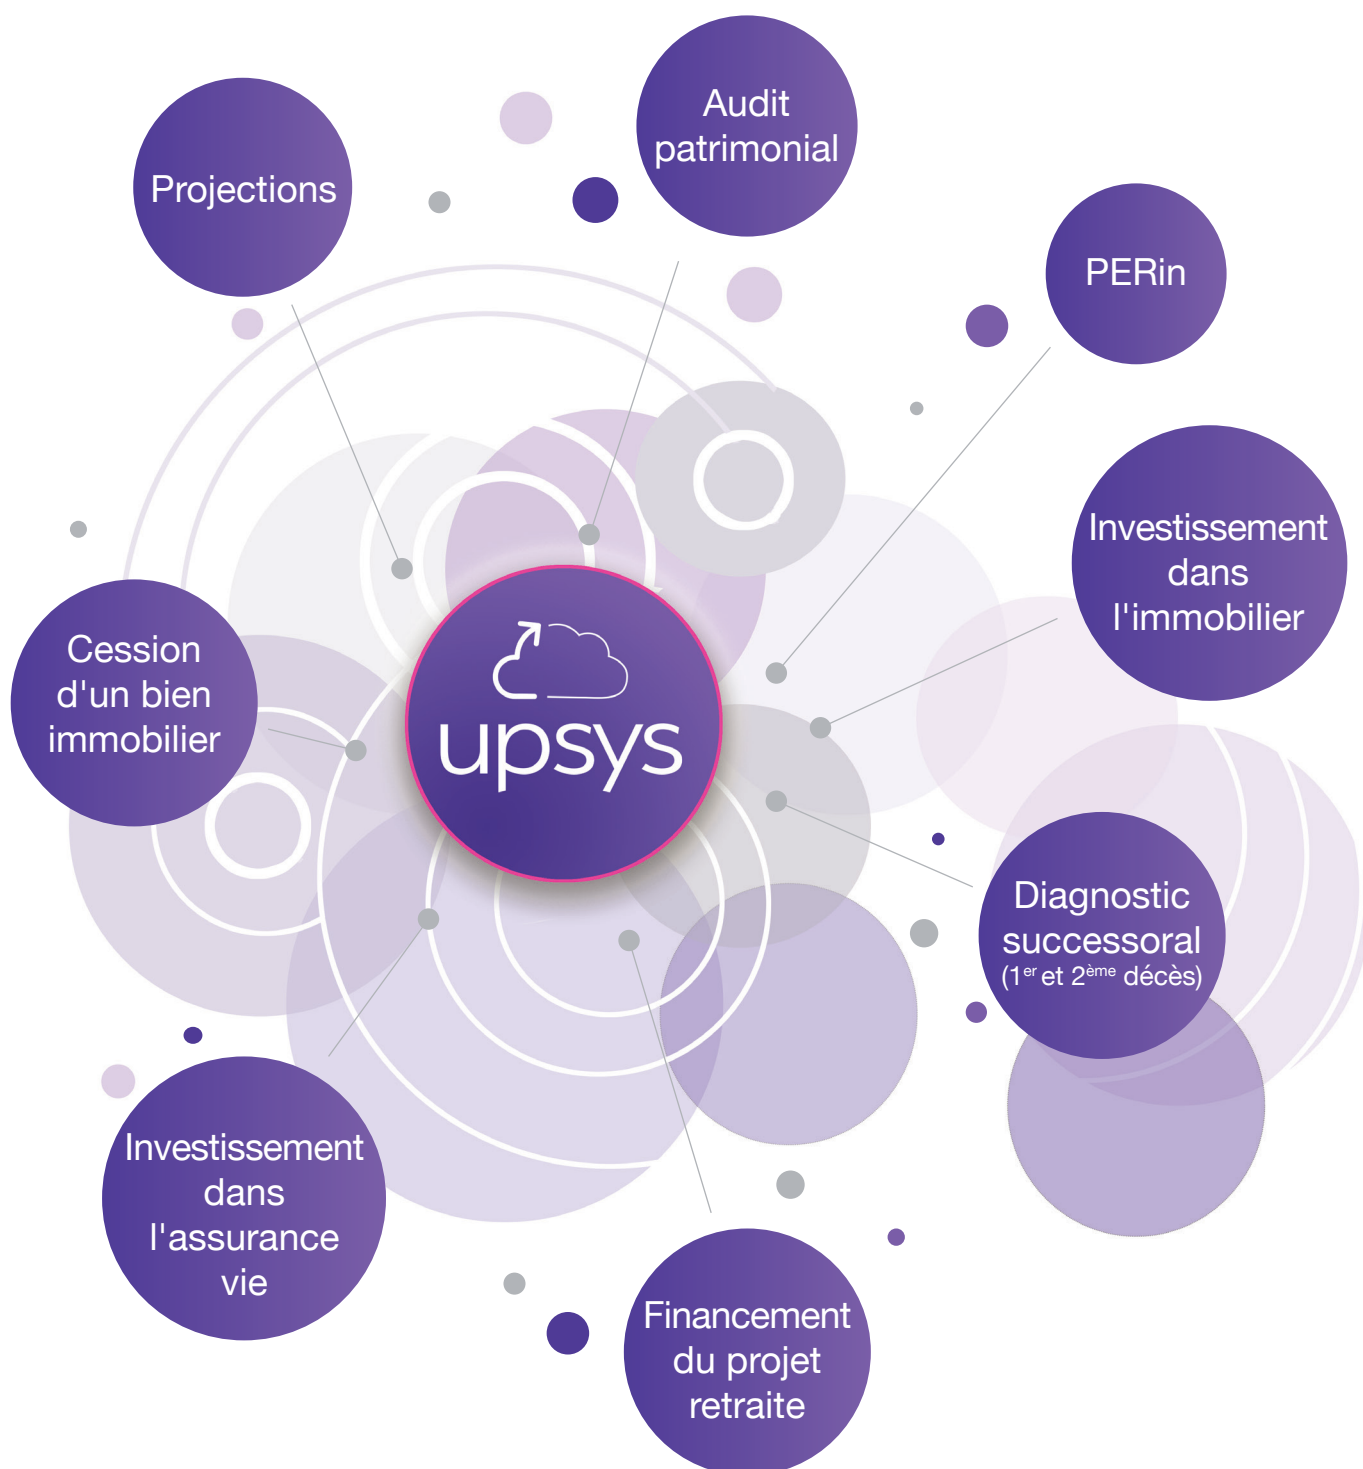 Audit
patrimonial
Projections
PERin
Investissement
dans
l'immobilier
Cession
d'un bien
immobilier
upsys
Diagnostic
successoral
(1er et 2ème décès)
Investissement
dans
l'assurance
vie
Financement
du projet
retraite